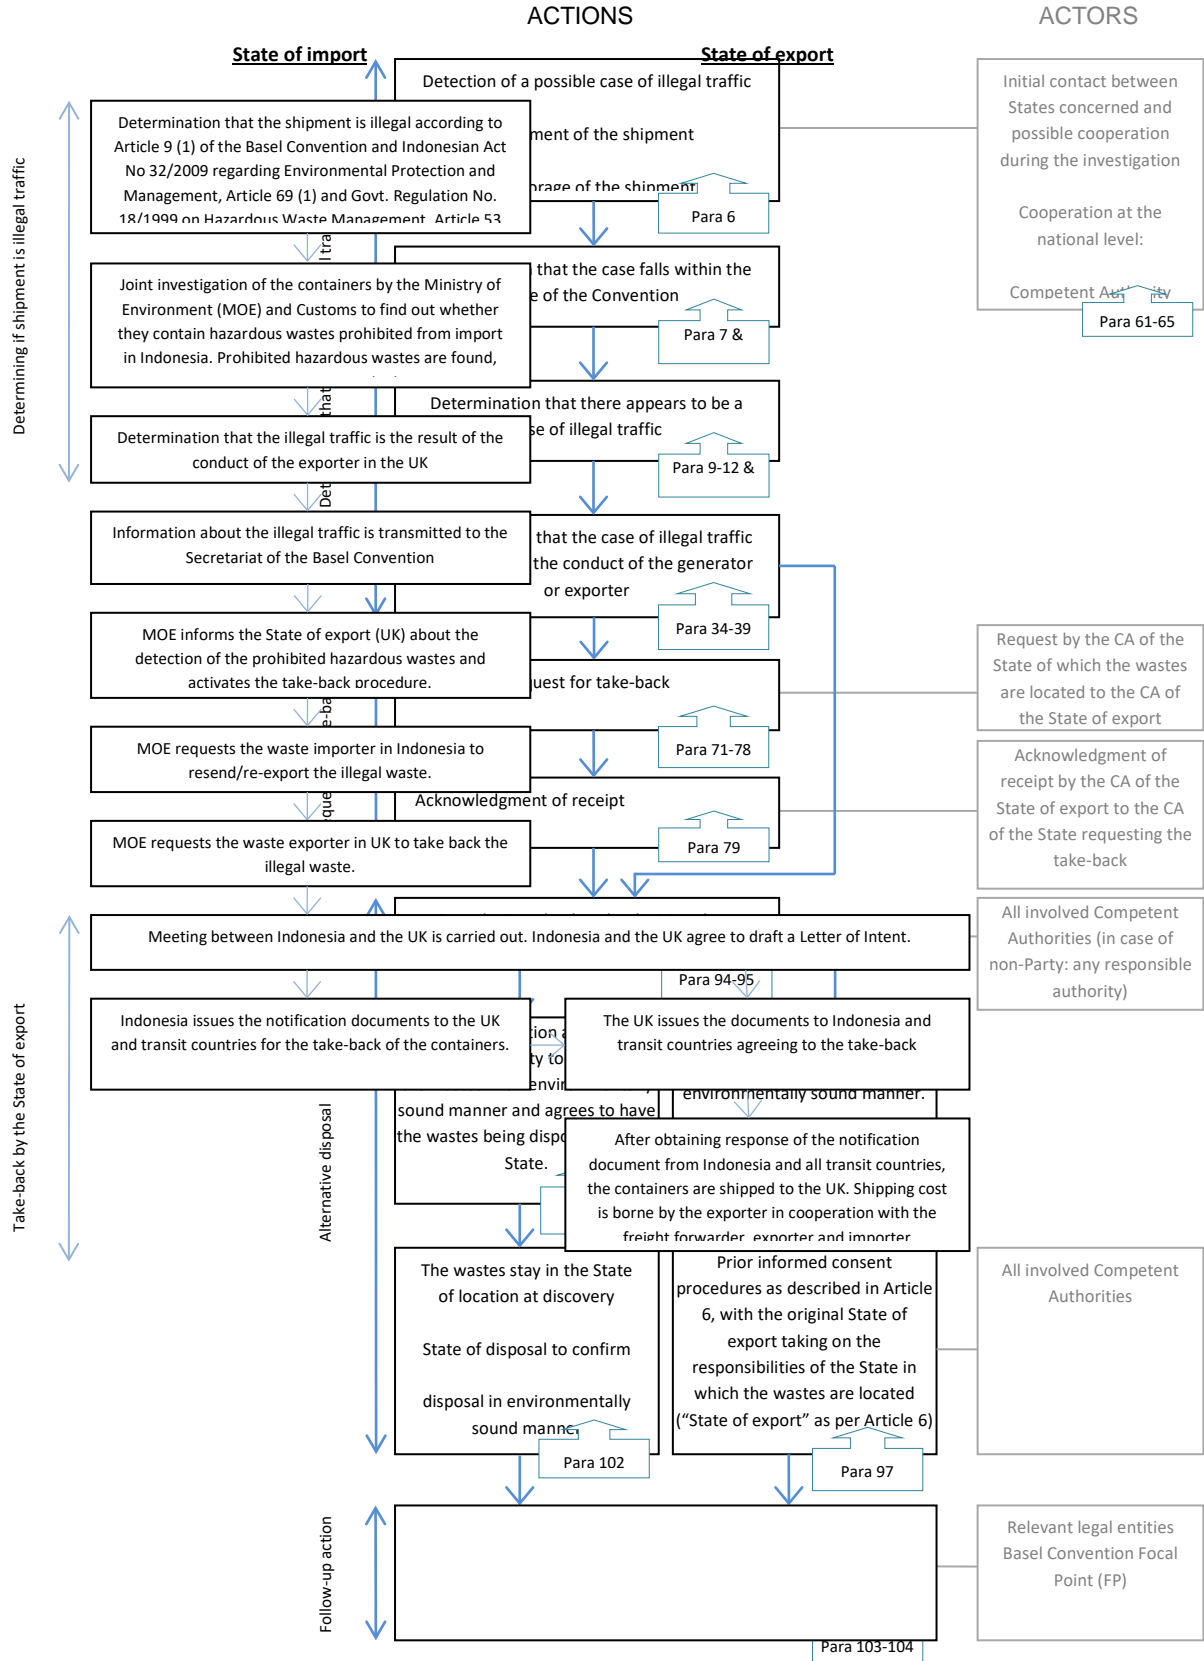 ACTIONS
ACTORS
State of import
State of export
Detection of a possible case of illegal traffic
ment of the shipment
orage of the shipment
Para 6
Initial contact between
States concerned and
possible cooperation
during the investigation
Cooperation at the
national level:
Competent Authority
Para 61-65
Determining if shipment is illegal traffic
Determination that the shipment is illegal according to
Article 9 (1) of the Basel Convention and Indonesian Act
No 32/2009 regarding Environmental Protection and
Management, Article 69 (1) and Govt. Regulation No.
18/1999 on Hazardous Waste Management, Article 53
that the case falls within the
e of the Convention
Para 7 &
Joint investigation of the containers by the Ministry of
Environment (MOE) and Customs to find out whether
they contain hazardous wastes prohibited from import
in Indonesia. Prohibited hazardous wastes are found,
that
Determination that there appears to be a
se of illegal traffic
Para 9-12 &
Determination that the illegal traffic is the result of the
conduct of the exporter in the UK
Det
Information about the illegal traffic is transmitted to the
Secretariat of the Basel Convention
that the case of illegal traffic
the conduct of the generator
or exporter
Para 34-39
MOE informs the State of export (UK) about the
detection of the prohibited hazardous wastes and
activates the take-back procedure.
uest for take-back
Para 71-78
Request by the CA of the
State of which the wastes
are located to the CA of
the State of export
MOE requests the waste importer in Indonesia to
resend/re-export the illegal waste.
Acknowledgment of receipt
Para 79
Acknowledgment of
receipt by the CA of the
State of export to the CA
of the State requesting the
take-back
MOE requests the waste exporter in UK to take back the
illegal waste.
Take-back by the State of export
Meeting between Indonesia and the UK is carried out. Indonesia and the UK agree to draft a Letter of Intent.
Para 94-95
All involved Competent
Authorities (in case of
non-Party: any responsible
authority)
Indonesia issues the notification documents to the UK
and transit countries for the take-back of the containers.
The UK issues the documents to Indonesia and
transit countries agreeing to the take-back
Alternative disposal
sound manner and agrees to have
the wastes being disp
State.
environmentally sound manner.
After obtaining response of the notification
document from Indonesia and all transit countries,
the containers are shipped to the UK. Shipping cost
is borne by the exporter in cooperation with the
freight forwarder, exporter and importer
The wastes stay in the State
of location at discovery
State of disposal to confirm
disposal in environmentally
sound manner
Para 102
Prior informed consent
procedures as described in Article
6, with the original State of
export taking on the
responsibilities of the State in
which the wastes are located
(“State of export” as per Article 6)
Para 97
All involved Competent
Authorities
Follow-up action
Relevant legal entities
Basel Convention Focal
Point (FP)
Para 103-104